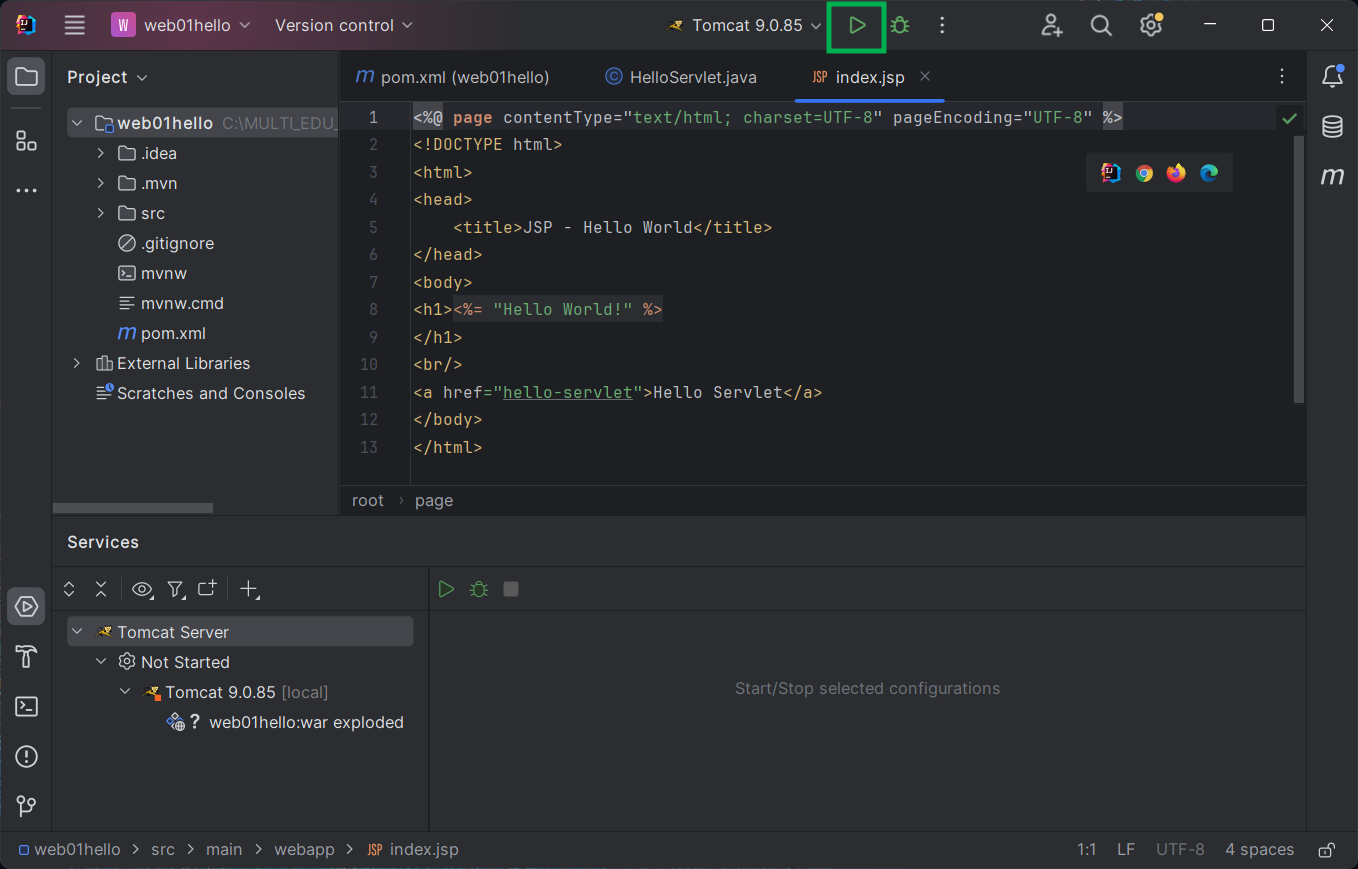 W web01hello Version control Tomcat 9.0.85
Project
pom.xml (web01hello) HelloServlet.java JSP index.jsp
web01hello C:\MULTI_EDU_
.idea
.mvn
src
.gitignore
mvnw
mvnw.cmd
m pom.xml
External Libraries
Scratches and Consoles
1 <%@ page contentType="text/html; charset=UTF-8" pageEncoding="UTF-8" %>
2 <!DOCTYPE html>
3 <html>
4 <head>
5 <title>JSP - Hello World</title>
6 </head>
7 <body>
8 <h1><%= "Hello World!" %>
9 </h1>
10 <br/>
11 <a href="hello-servlet">Hello Servlet</a>
12 </body>
13 </html>
root › page
Services
Tomcat Server
Not Started
Tomcat 9.0.85 [local]
? web01hello:war exploded
Start/Stop selected configurations
web01hello > src > main > webapp > JSP index.jsp
1:1 LF UTF-8 4 spaces